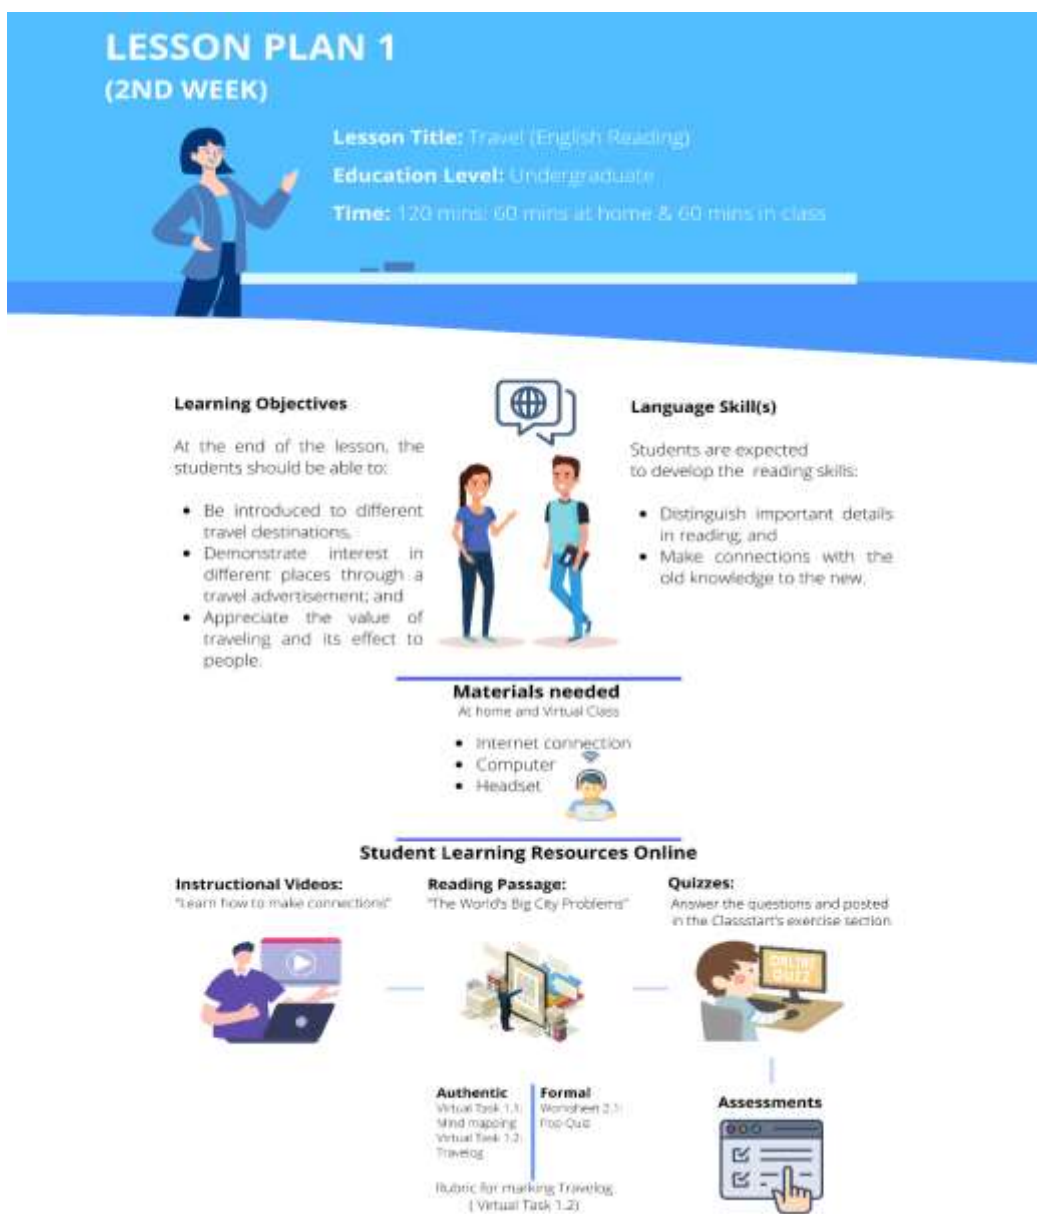 LESSON PLAN 1
(2ND WEEK)
Lesson Title: Travel (English Reading)
Education Level: Undergraduate
Time: 120 mins: 60 mins at home & 60 mins in class
Learning Objectives
At the end of the lesson, the
students should be able to:
• Be introduced to different
travel destinations,
• Demonstrate interest in
different places through a
travel advertisement; and
• Appreciate the value of
traveling and its effect to
people.
Language Skill(s)
Students are expected
to develop the reading skills:
• Distinguish important details
in reading; and
• Make connections with the
old knowledge to the new.
Materials needed
At home and Virtual Class
• Internet connection
• Computer
• Headset
Student Learning Resources Online
Instructional Videos:
"Learn how to make connections"
Reading Passage:
"The World's Big City Problems"
Quizzes:
Answer the questions and posted
in the Classstart's exercise section
ONLINE
QUIZ
Authentic
Virtual Task 1.1:
Mind mapping
Virtual Task 1.2:
Travelog
Formal
Worksheet 2.1:
Pop Quiz
Rubric for marking Travelog
( Virtual Task 1.2)
Assessments